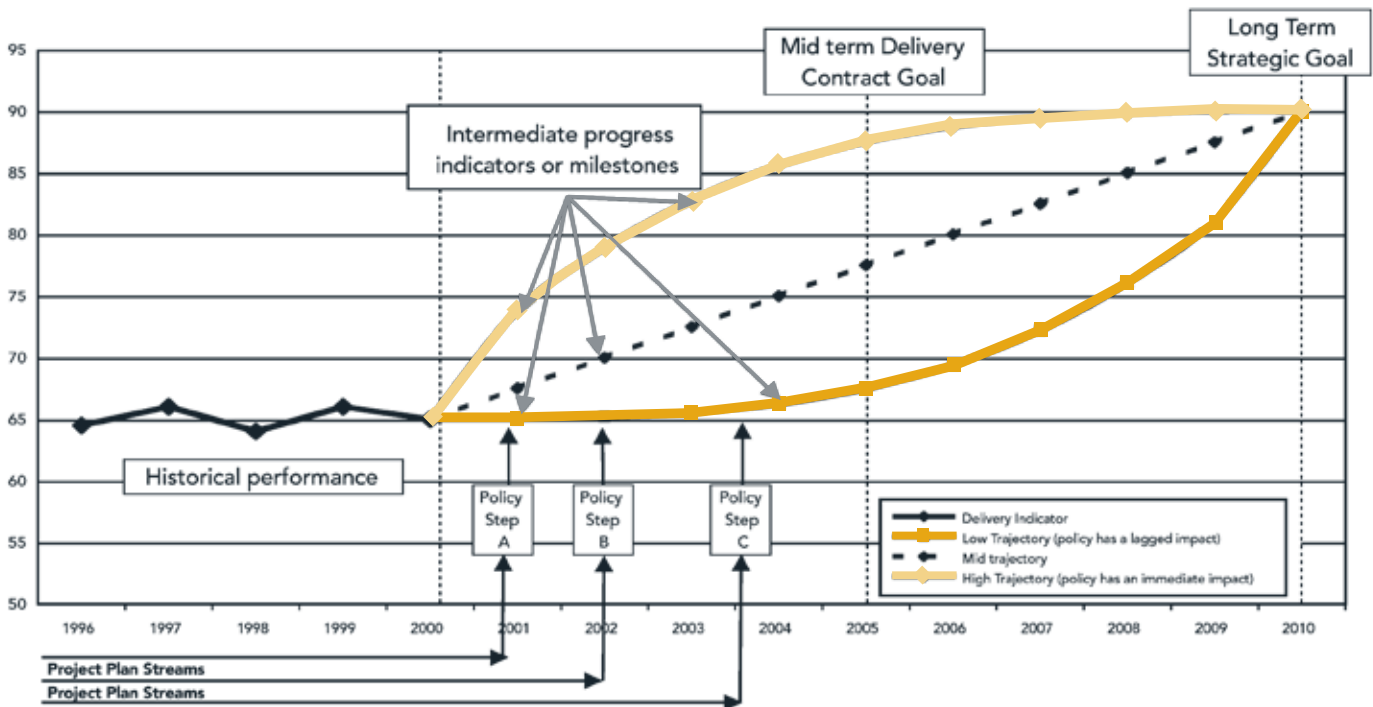 Mid term Delivery
Contract Goal
Long Term
Strategic Goal
95
90
85
80
75
70
65
60
55
50
Intermediate progress
indicators or milestones
Historical performance
Policy
Step
A
Policy
Step
B
Policy
Step
C
Delivery Indicator
Low Trajectory (policy has a lagged impact)
Mid trajectory
High Trajectory (policy has an immediate impact)
1996 1997 1998 1999 2000 2001 2002 2003 2004 2005 2006 2007 2008 2009 2010
Project Plan Streams
Project Plan Streams